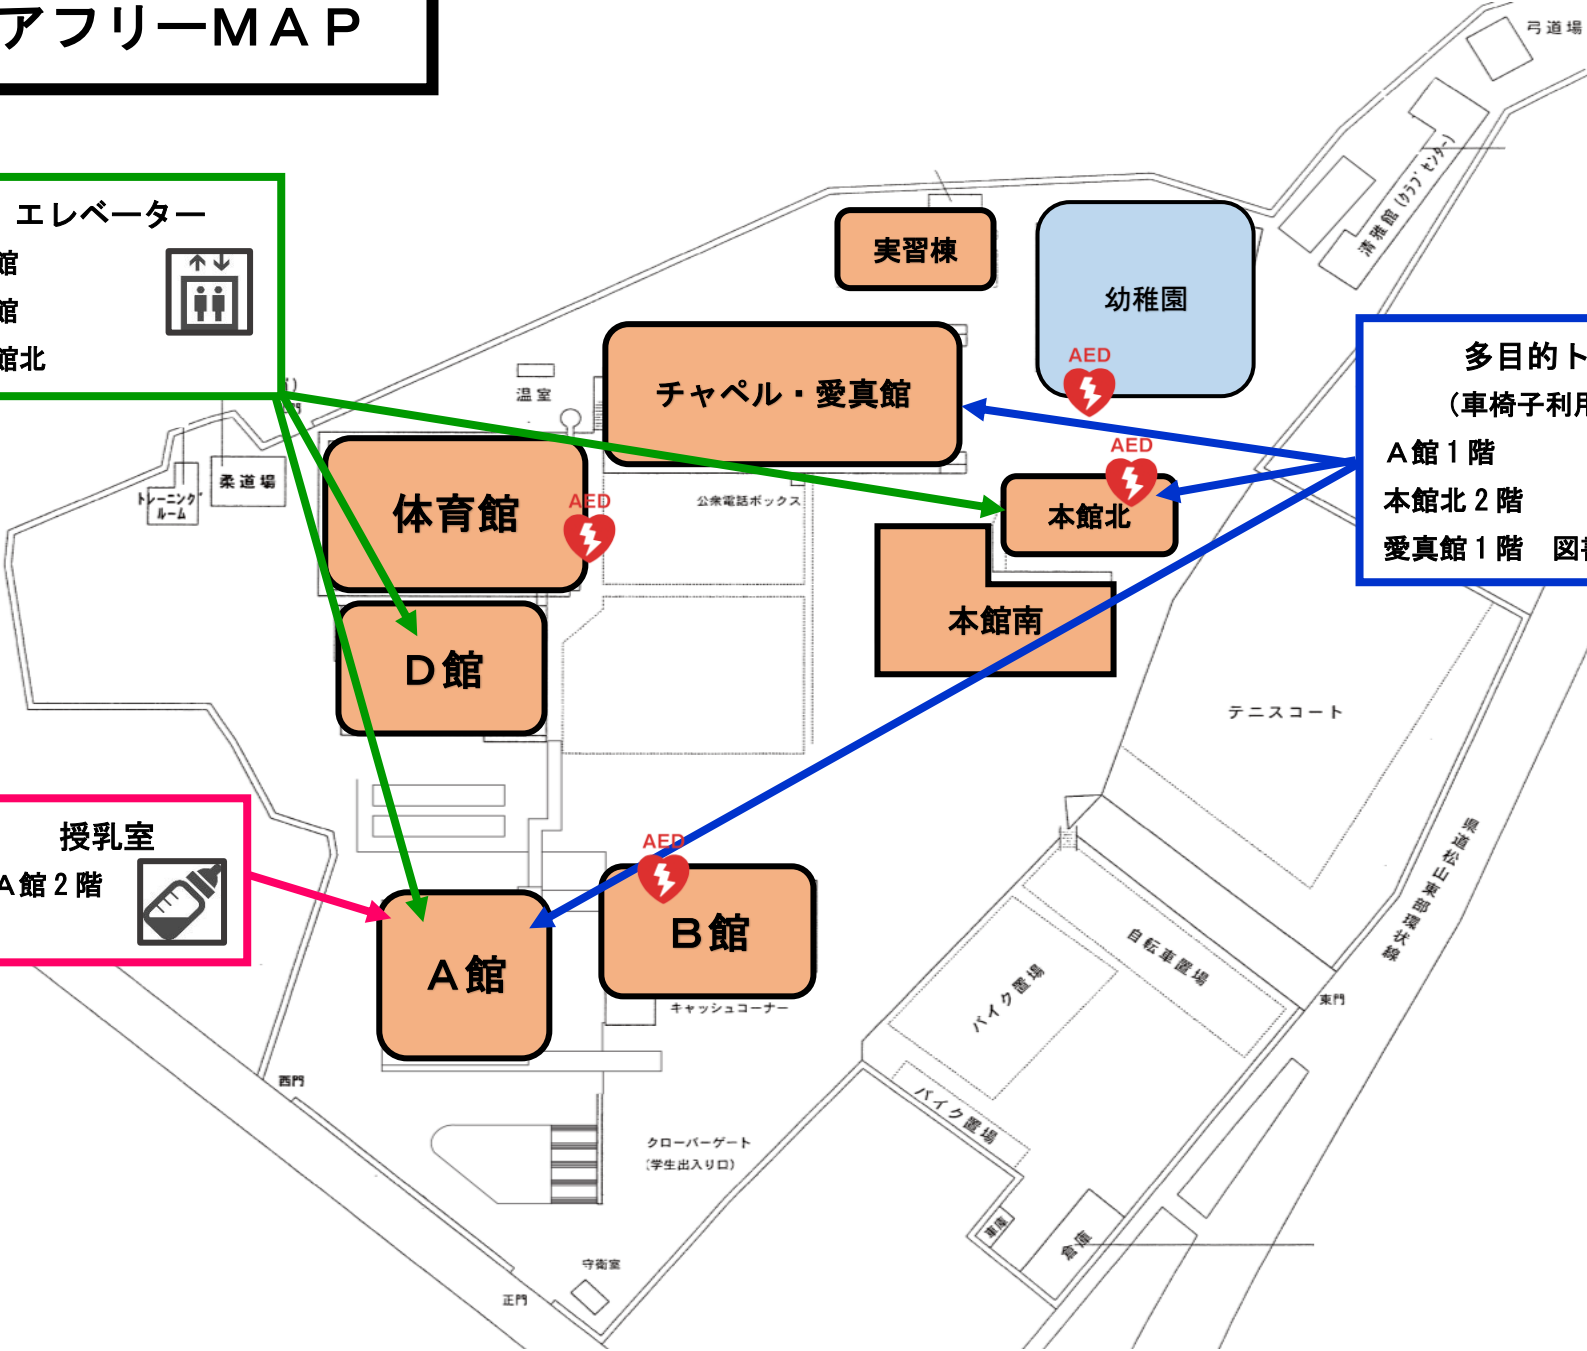 アフリーMAP
弓道場
清雅館(クラブセンター)
エレベーター
館
館
館北
実習棟
幼稚園
AED
チャペル・愛真館
温室
多目的ト
(車椅子利用
A館1階
本館北2階
愛真館1階 図
AED
本館北
公衆電話ボックス
柔道場
トレーニング
ルーム
体育館
AED
本館南
D館
テニスコート
県道松山東部環状線
授乳室
A館2階
AED
B館
A館
キャッシュコーナー
自転車置場
バイク置場
東門
西門
バイク置場
クローバーゲート
(学生出入り口)
車庫
倉庫
守衛室
正門